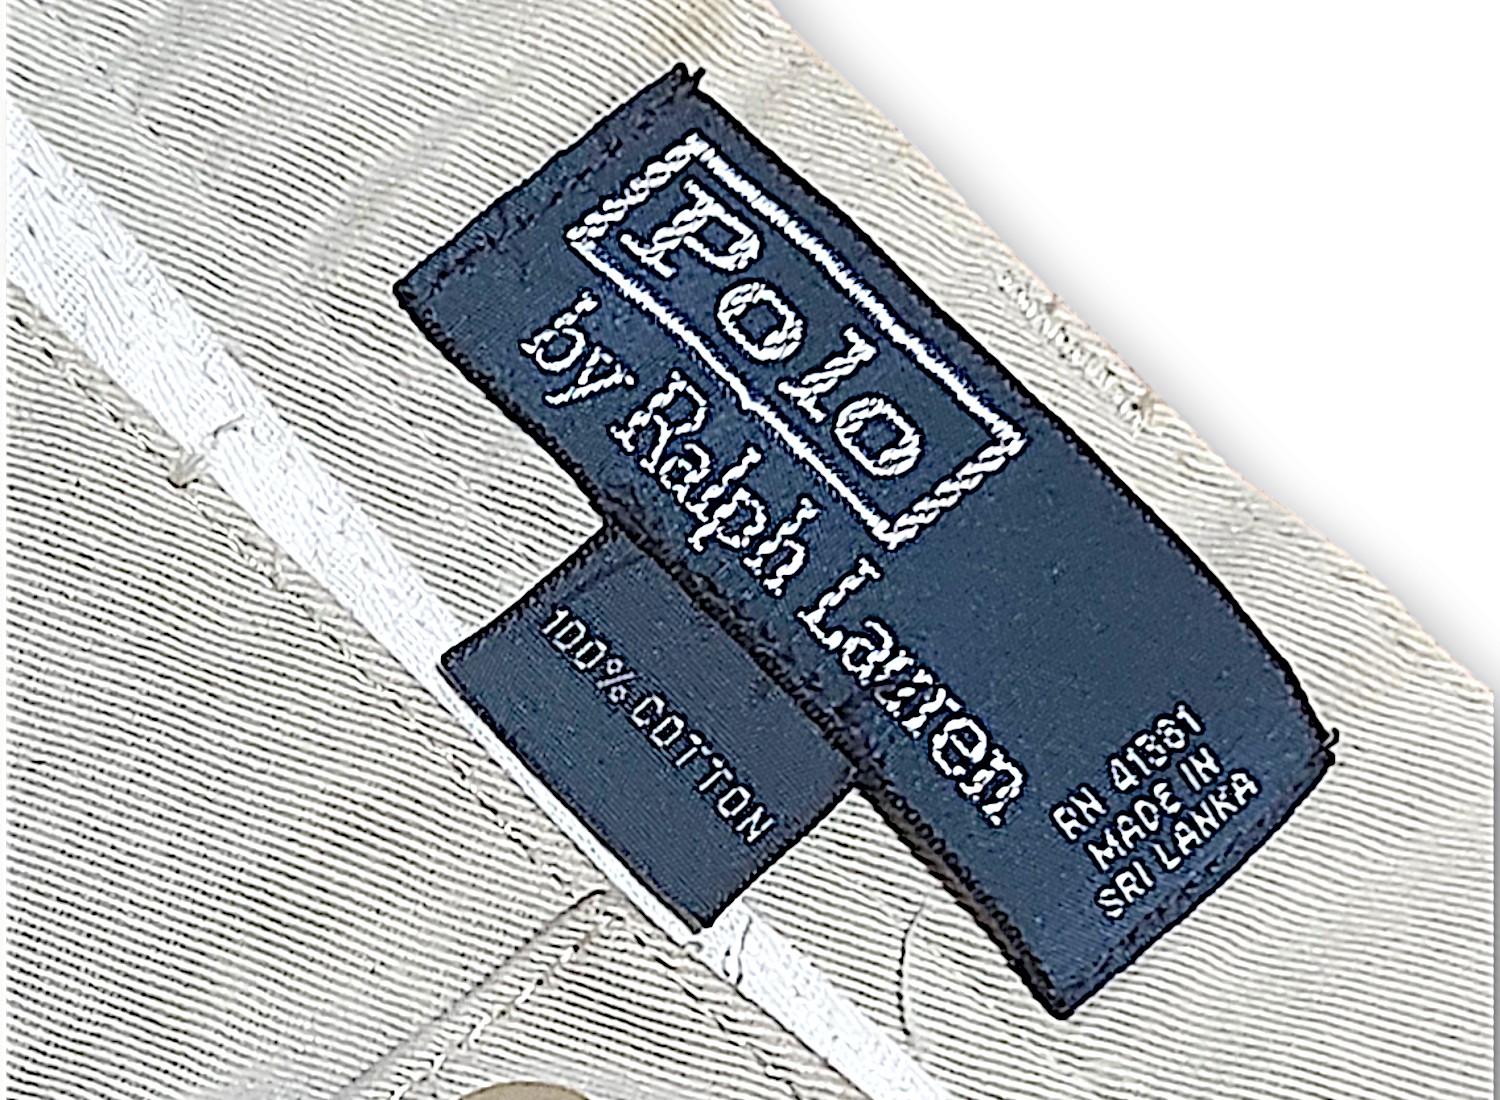 Polo
by Ralph Lauren
100% COTTON
RN 41381
MADE IN
SRI LANKA